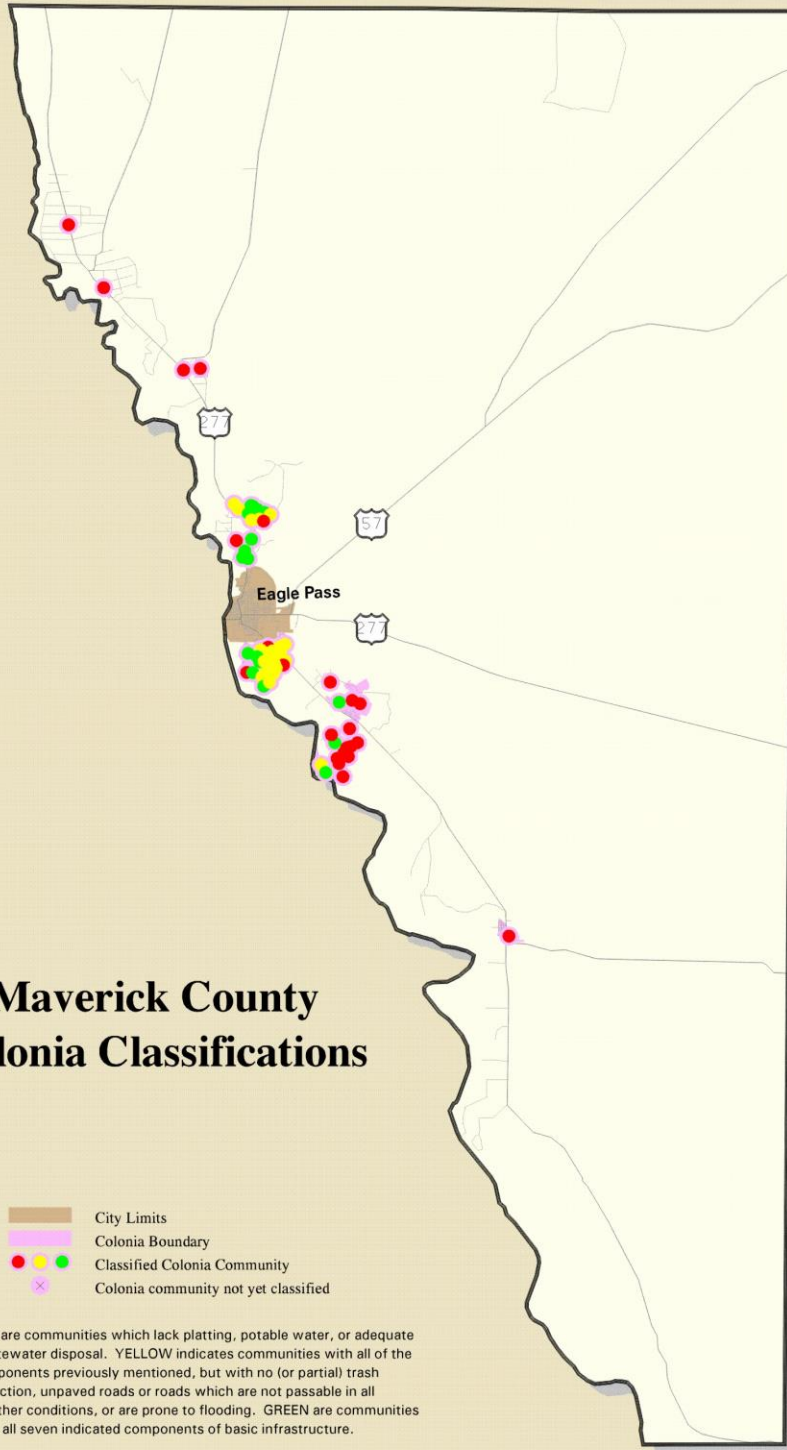 277
57
Eagle Pass
277
Maverick County
lonia Classifications
City Limits
Colonia Boundary
Classified Colonia Community
Colonia community not yet classified
are communities which lack platting, potable water, or adequate
tewater disposal. YELLOW indicates communities with all of the
ponents previously mentioned, but with no (or partial) trash
ction, unpaved roads or roads which are not passable in all
ther conditions, or are prone to flooding. GREEN are communities
all seven indicated components of basic infrastructure.